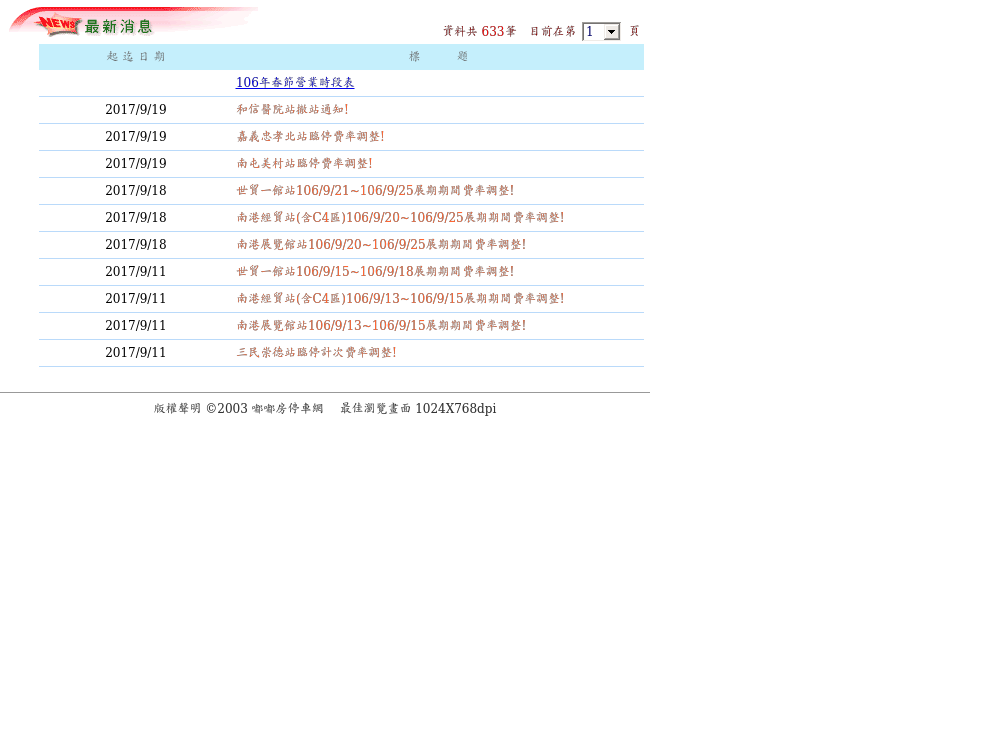 NEWS 最新消息
資料共 633筆 目前在第 1 頁
起迄日期 標 題
106年春節營業時段表
2017/9/19 和信醫院站撤站通知!
2017/9/19 嘉義忠孝北站臨停費率調整!
2017/9/19 南屯美村站臨停費率調整!
2017/9/18 世貿一館站106/9/21~106/9/25展期期間費率調整!
2017/9/18 南港經貿站(含C4區)106/9/20~106/9/25展期期間費率調整!
2017/9/18 南港展覽館站106/9/20~106/9/25展期期間費率調整!
2017/9/11 世貿一館站106/9/15~106/9/18展期期間費率調整!
2017/9/11 南港經貿站(含C4區)106/9/13~106/9/15展期期間費率調整!
2017/9/11 南港展覽館站106/9/13~106/9/15展期期間費率調整!
2017/9/11 三民崇德站臨停計次費率調整!
版權聲明 ©2003 嘟嘟房停車網 最佳瀏覽畫面 1024X768dpi